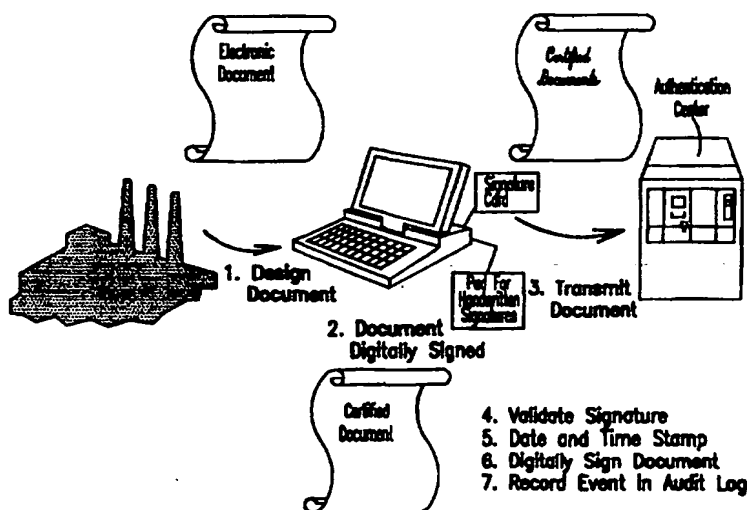 Electronic
Document
Certified
Documents
Authentication
Center
Signature
Card
1. Design
Document
Pad For
Handwritten
Signatures
3. Transmit
Document
2. Document
Digitally Signed
Certified
Document
4. Validate Signature
5. Date and Time Stamp
6. Digitally Sign Document
7. Record Event in Audit Log